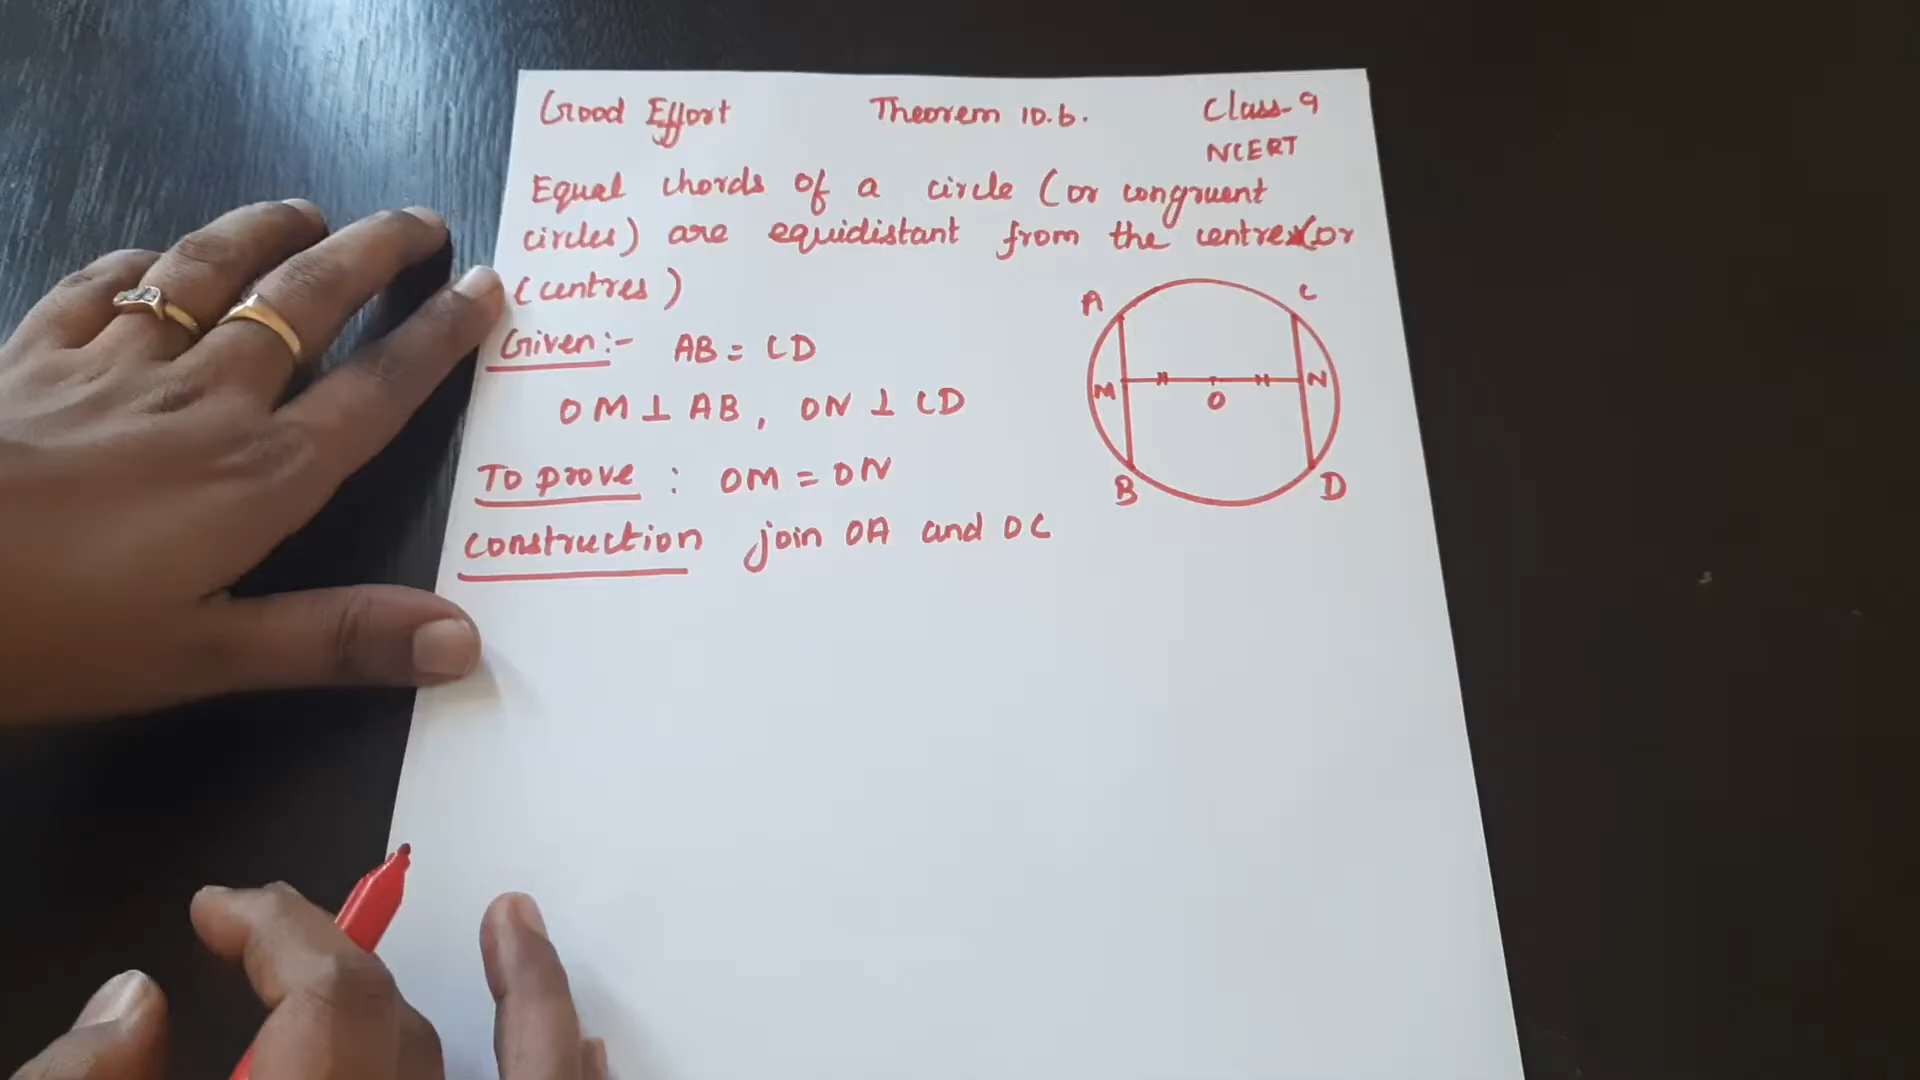 Good Effort Theorem 10.6. Class-9
NCERT
Equal chords of a circle (or congruent
circles) are equidistant from the centre (or
(centres)
Given:- AB = CD
OM ⊥ AB, ON ⊥ CD
To prove : OM = ON
construction join OA and OC
A C
M O N
B D